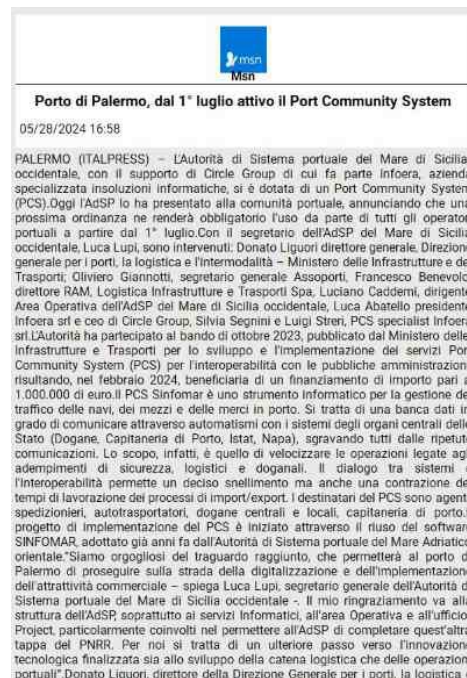 msn
Msn
Porto di Palermo, dal 1° luglio attivo il Port Community System
05/28/2024 16:58
PALERMO (ITALPRESS) – L'Autorità di Sistema portuale del Mare di Sicilia
occidentale, con il supporto di Circle Group di cui fa parte Infoera, azienda
specializzata insoluzioni informatiche, si è dotata di un Port Community System
(PCS).Oggi l'AdSP lo ha presentato alla comunità portuale, annunciando che una
prossima ordinanza ne renderà obbligatorio l'uso da parte di tutti gli operator
portuali a partire dal 1° luglio.Con il segretario dell'AdSP del Mare di Sicilia
occidentale, Luca Lupi, sono intervenuti: Donato Liguori direttore generale, Direzion
generale per i porti, la logistica e l'intermodalità – Ministero delle Infrastrutture e de
Trasporti; Oliviero Giannotti, segretario generale Assoporti, Francesco Benevolo
direttore RAM, Logistica Infrastrutture e Trasporti Spa, Luciano Caddemi, dirigente
Area Operativa dell'AdSP del Mare di Sicilia occidentale, Luca Abatello presidente
Infoera srl e ceo di Circle Group, Silvia Segnini e Luigi Streri, PCS specialist Infoer
srl.L'Autorità ha partecipato al bando di ottobre 2023, pubblicato dal Ministero delle
Infrastrutture e Trasporti per lo sviluppo e l'implementazione dei servizi Por
Community System (PCS) per l'interoperabilità con le pubbliche amministrazion
risultando, nel febbraio 2024, beneficiaria di un finanziamento di importo pari a
1.000.000 di euro.Il PCS Sinfomar è uno strumento informatico per la gestione de
traffico delle navi, dei mezzi e delle merci in porto. Si tratta di una banca dati in
grado di comunicare attraverso automatismi con i sistemi degli organi centrali dello
Stato (Dogane, Capitaneria di Porto, Istat, Napa), sgravando tutti dalle ripetut
comunicazioni. Lo scopo, infatti, è quello di velocizzare le operazioni legate agl
adempimenti di sicurezza, logistici e doganali. Il dialogo tra sistemi e
l'interoperabilità permette un deciso snellimento ma anche una contrazione de
tempi di lavorazione dei processi di import/export. I destinatari del PCS sono agent
spedizionieri, autotrasportatori, dogane centrali e locali, capitaneria di porto.I
progetto di implementazione del PCS è iniziato attraverso il riuso del software
SINFOMAR, adottato già anni fa dall'Autorità di Sistema portuale del Mare Adriatico
orientale."Siamo orgogliosi del traguardo raggiunto, che permetterà al porto d
Palermo di proseguire sulla strada della digitalizzazione e dell'implementazione
dell'attrattività commerciale – spiega Luca Lupi, segretario generale dell'Autorità d
Sistema portuale del Mare di Sicilia occidentale -. Il mio ringraziamento va alla
struttura dell'AdSP, soprattutto ai servizi Informatici, all'area Operativa e all'ufficio
Project, particolarmente coinvolti nel permettere all'AdSP di completare quest'altra
tappa del PNRR. Per noi si tratta di un ulteriore passo verso l'innovazione
tecnologica finalizzata sia allo sviluppo della catena logistica che delle operazion
portuali".Donato Liguori, direttore della Direzione Generale per i porti, la logistica e